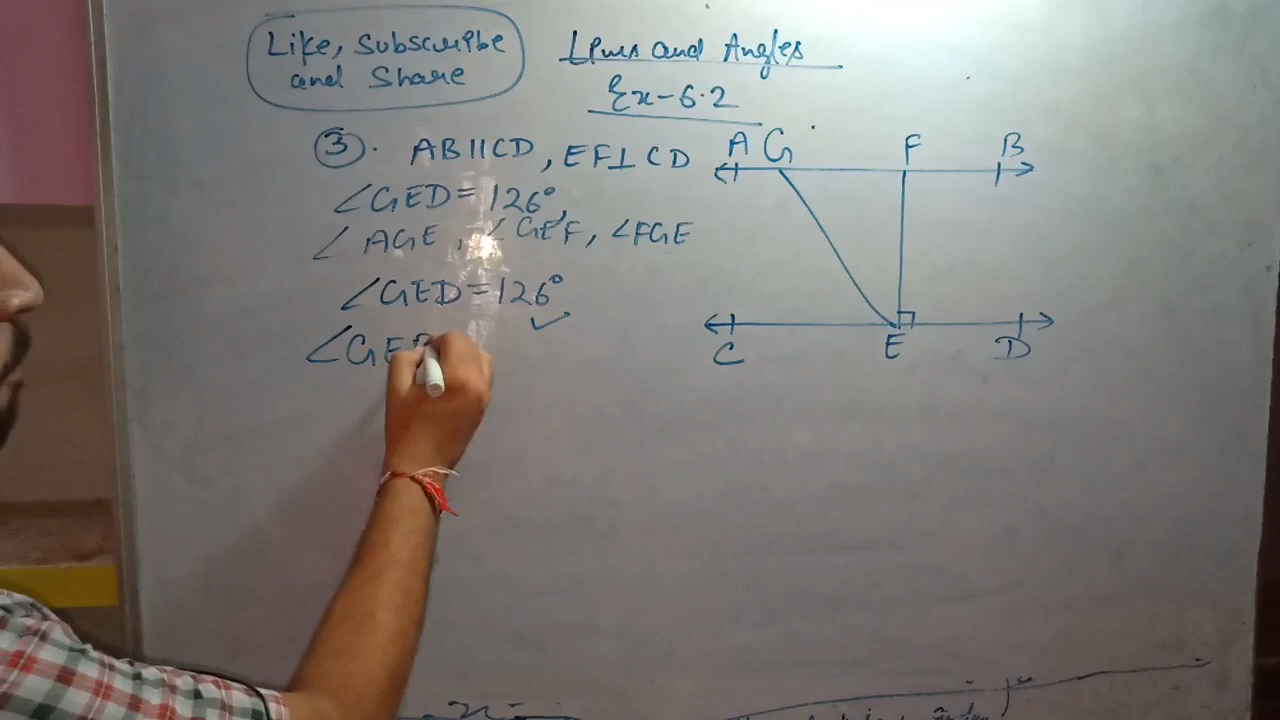 Like, Subscribe
and Share
Lines and Angles
Ex-6.2
3. AB||CD, EF⊥CD
∠GED=126°,
∠AGE, ∠GEF, ∠FGE
∠GED=126°
∠GE
A G F B
C E D